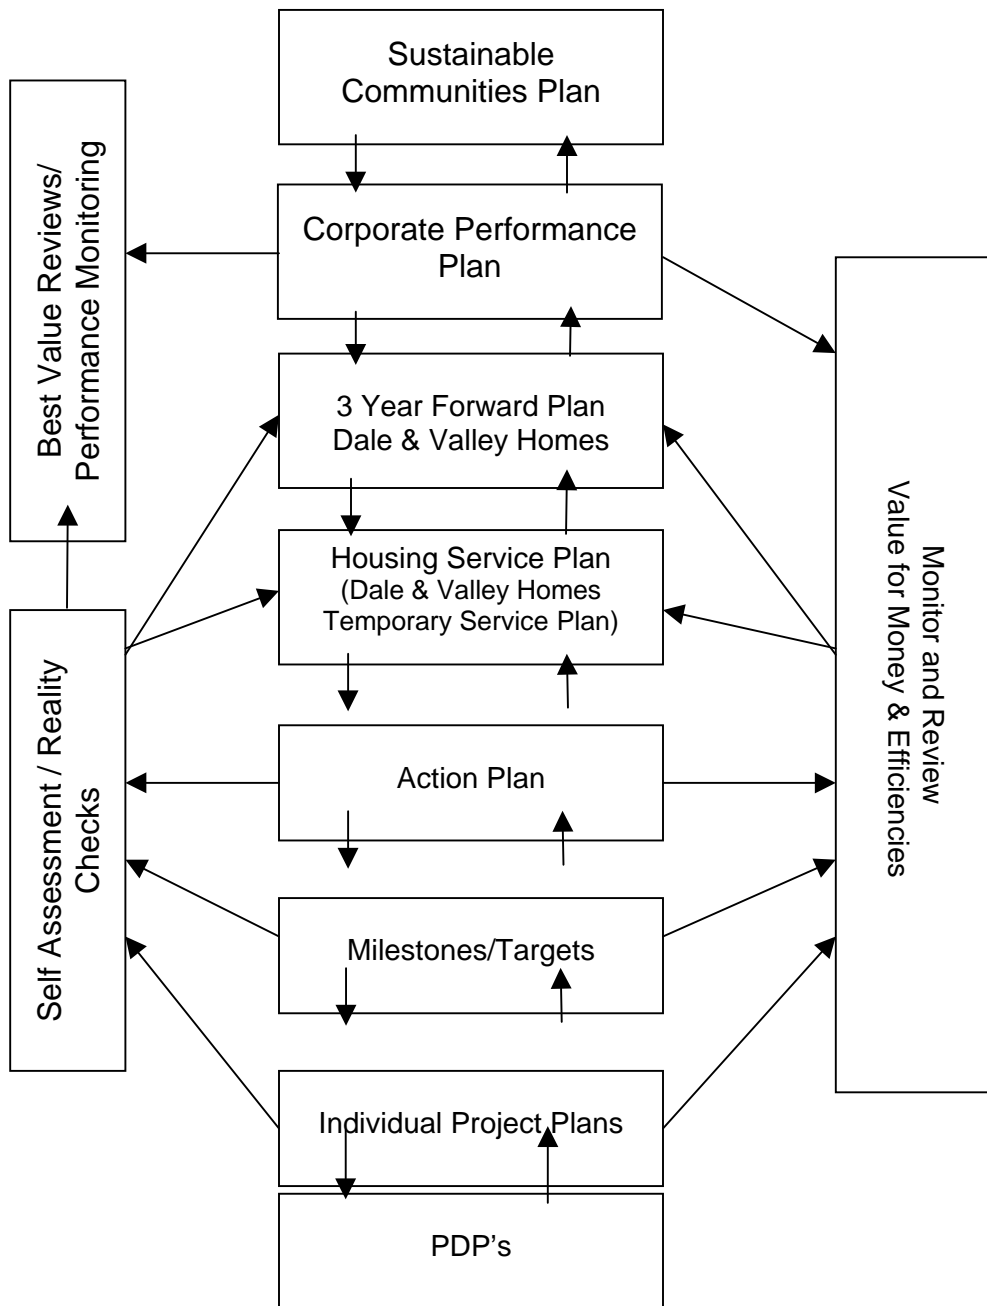 Sustainable
Communities Plan
Best Value Reviews/
Performance Monitoring
Corporate Performance
Plan
3 Year Forward Plan
Dale & Valley Homes
Housing Service Plan
(Dale & Valley Homes
Temporary Service Plan)
Monitor and Review
Value for Money & Efficiencies
Self Assessment / Reality
Checks
Action Plan
Milestones/Targets
Individual Project Plans
PDP's